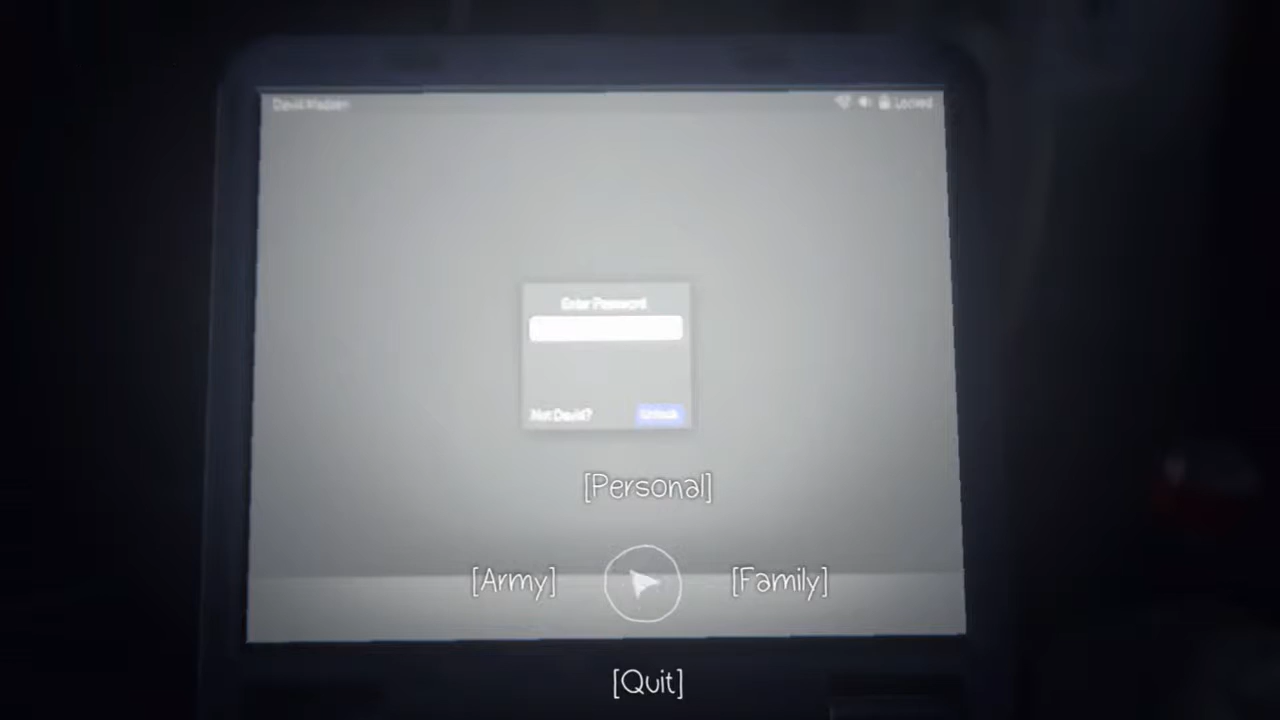 David Madsen
Locked
Enter Password
Not David?
Unlock
[Personal]
[Army]
[Family]
[Quit]